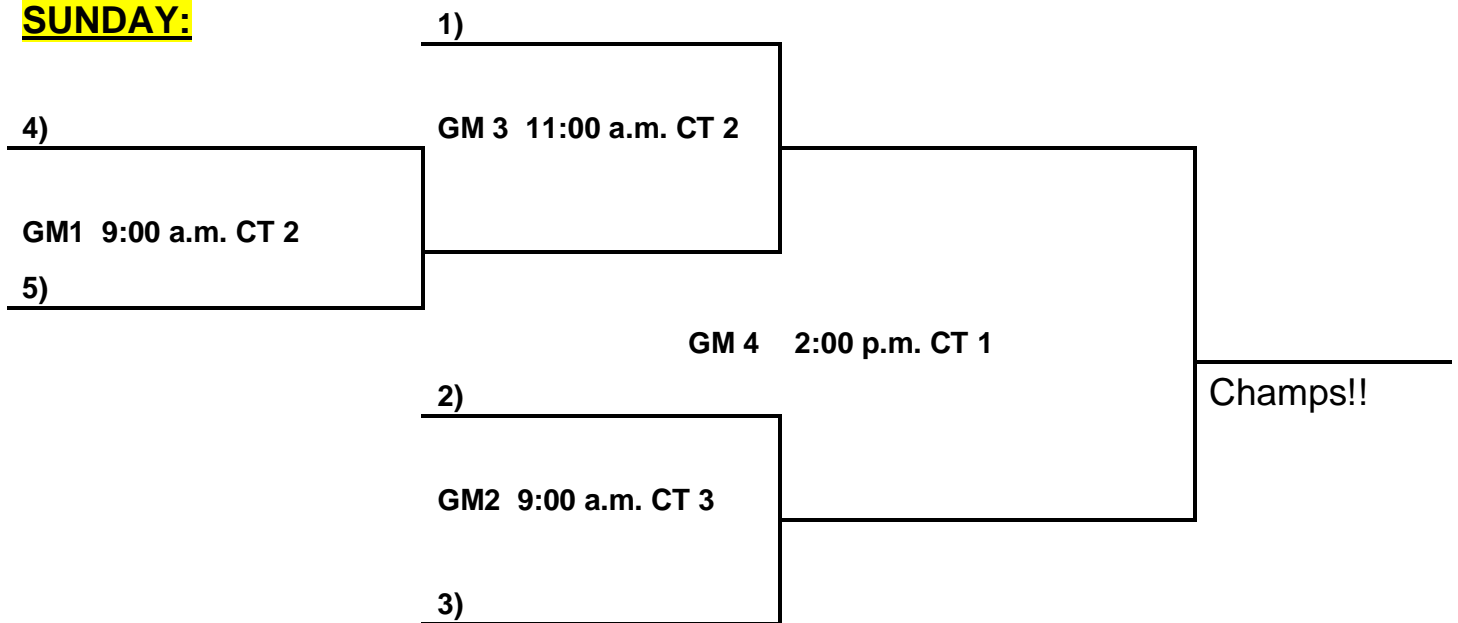 SUNDAY:
1)
4)
GM 3 11:00 a.m. CT 2
GM1 9:00 a.m. CT 2
5)
GM 4 2:00 p.m. CT 1
2)
Champs!!
GM2 9:00 a.m. CT 3
3)